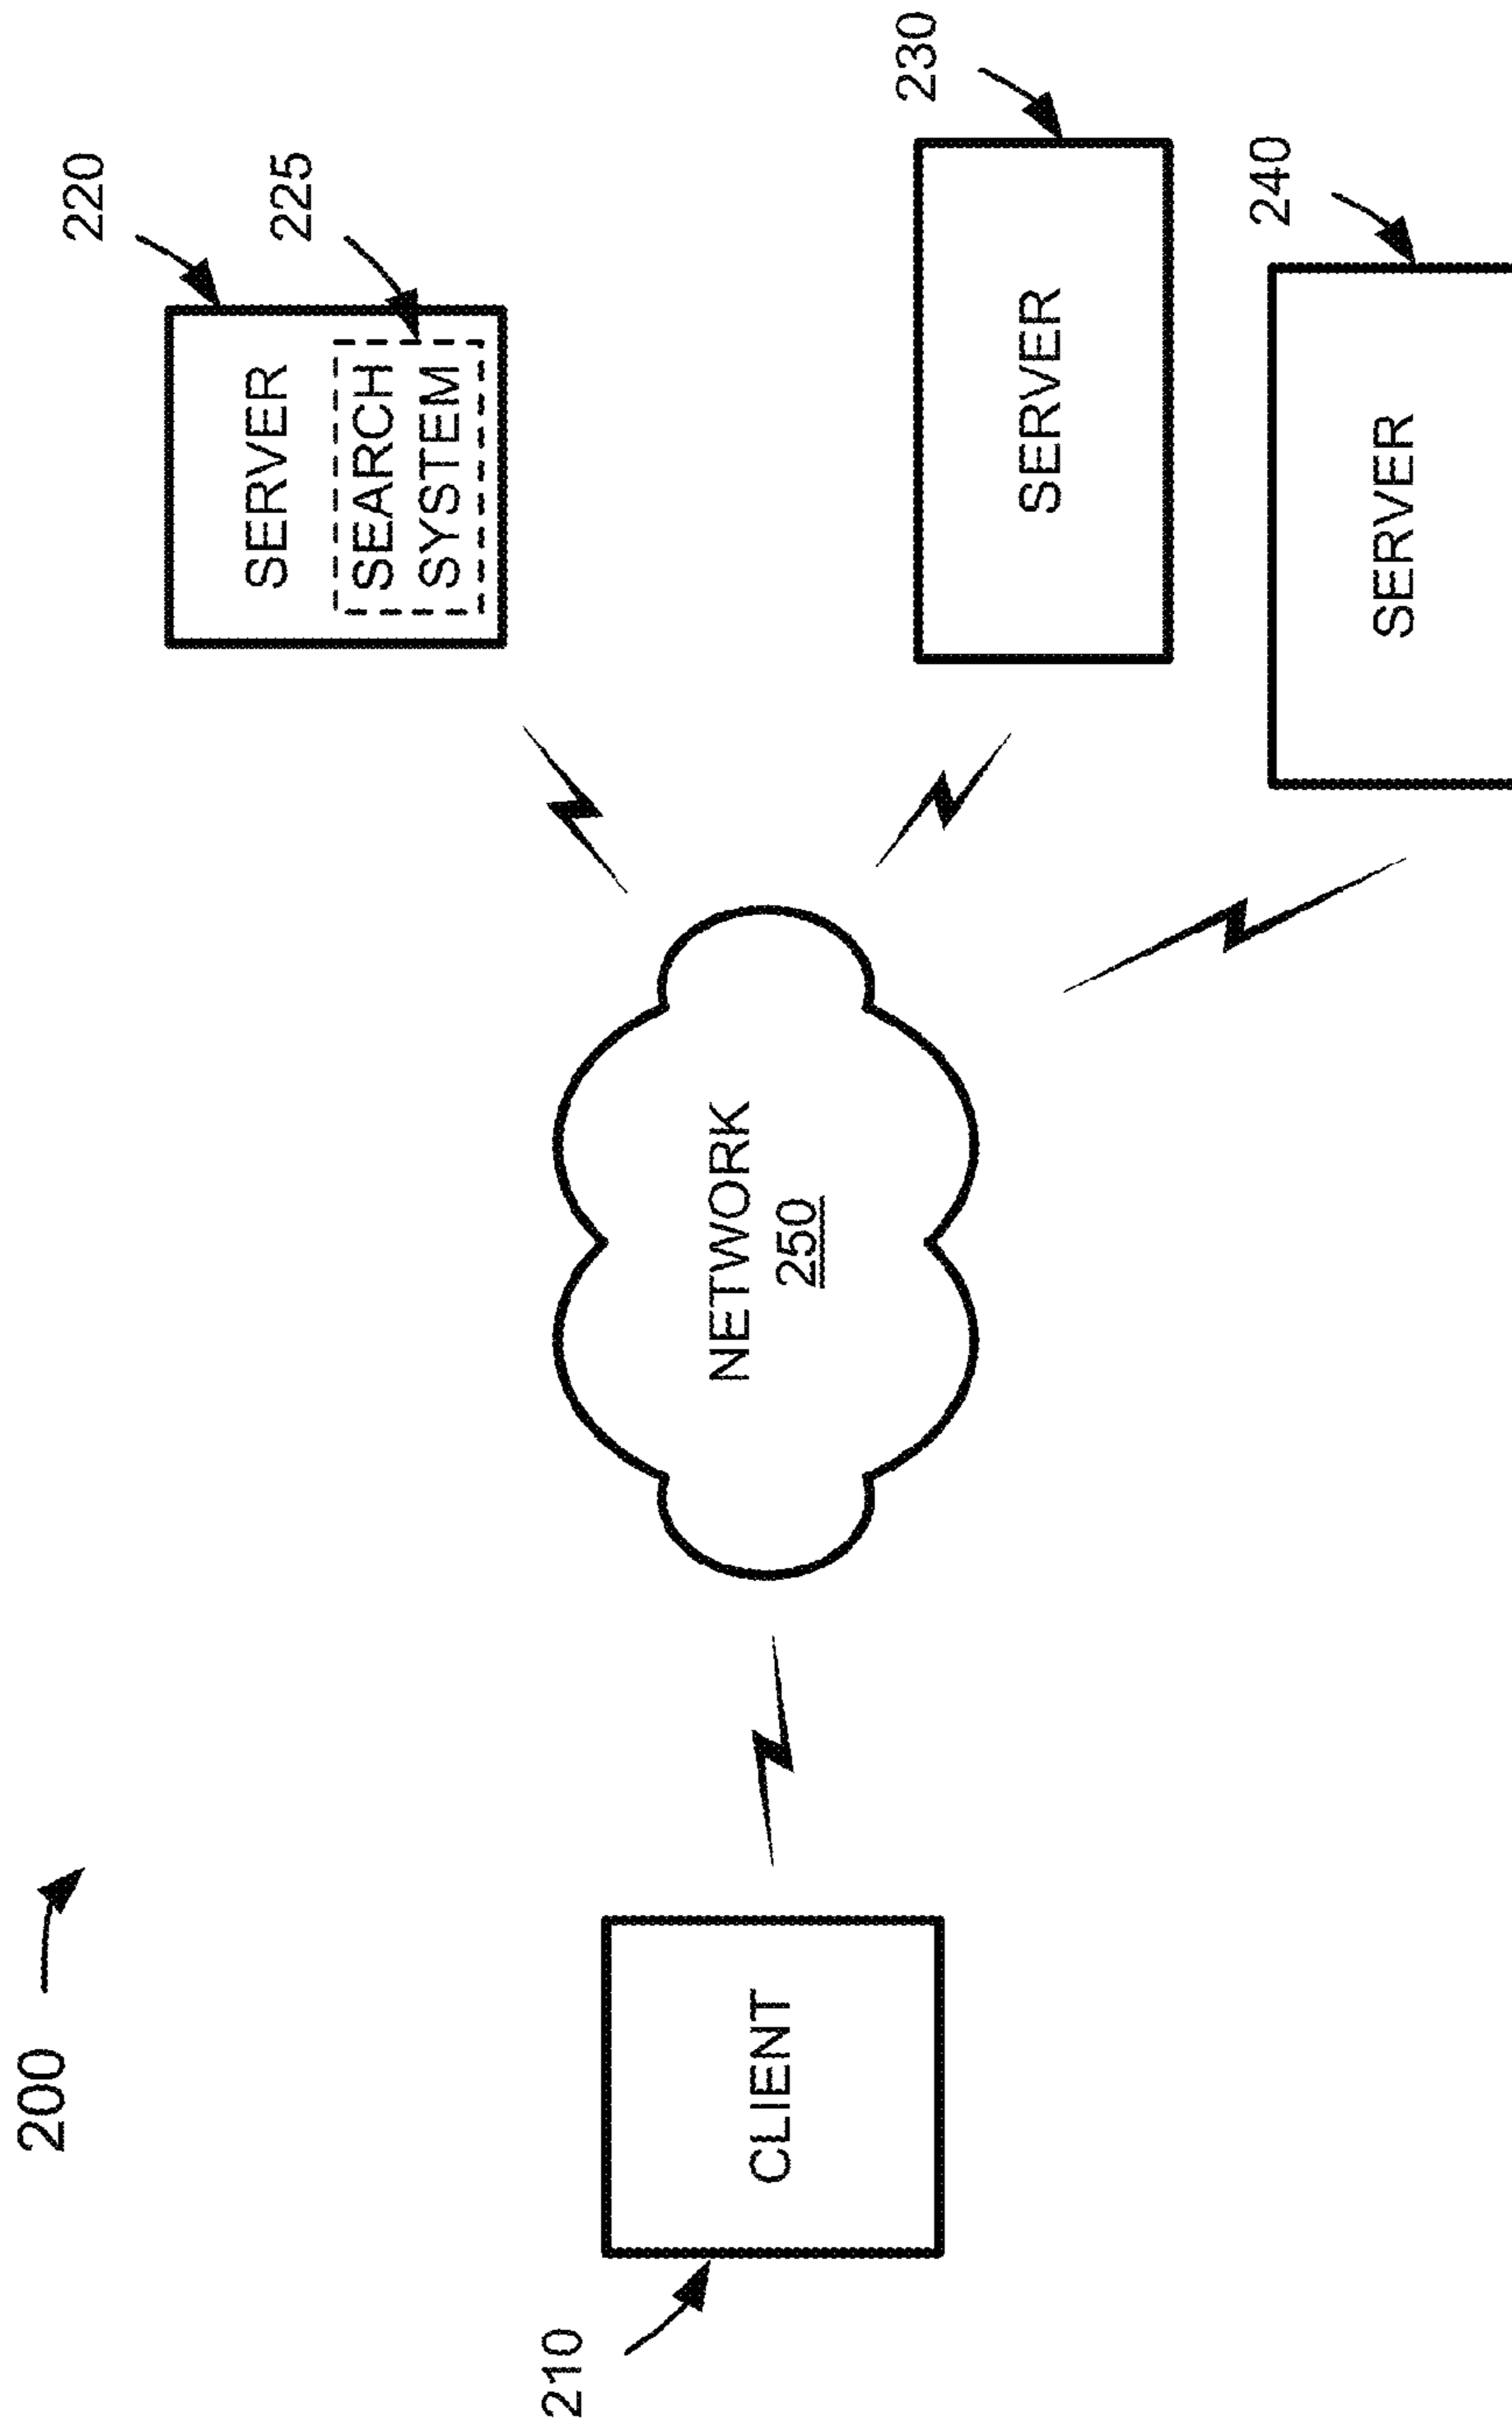 200
220
225
SERVER
SEARCH
SYSTEM
210
CLIENT
NETWORK
250
230
SERVER
240
SERVER